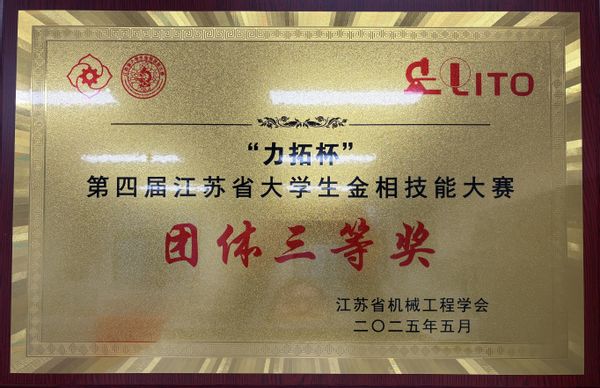 LITO
“力拓杯”
第四届江苏省大学生金相技能大赛
团体三等奖
江苏省机械工程学会
二〇二五年五月